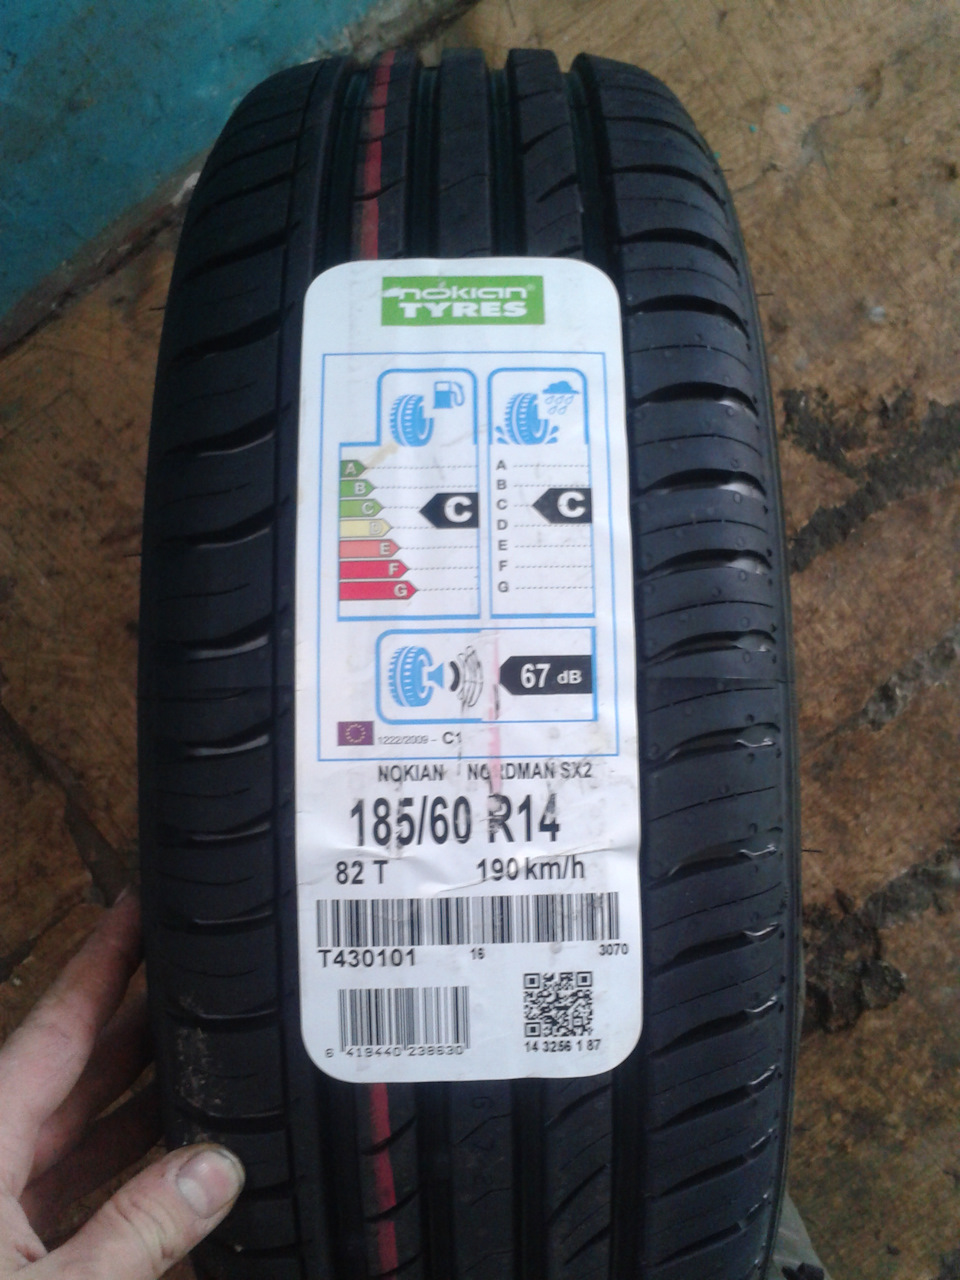 nokian
TYRES
A
B
C
D
E
F
G
C
A
B
C
D
E
F
G
C
67 dB
1222/2009 - C1
NOKIAN NORDMAN SX2
185/60 R14
82 T 190 km/h
T430101 16 3070
6 419440 238630
14 3256 1 87